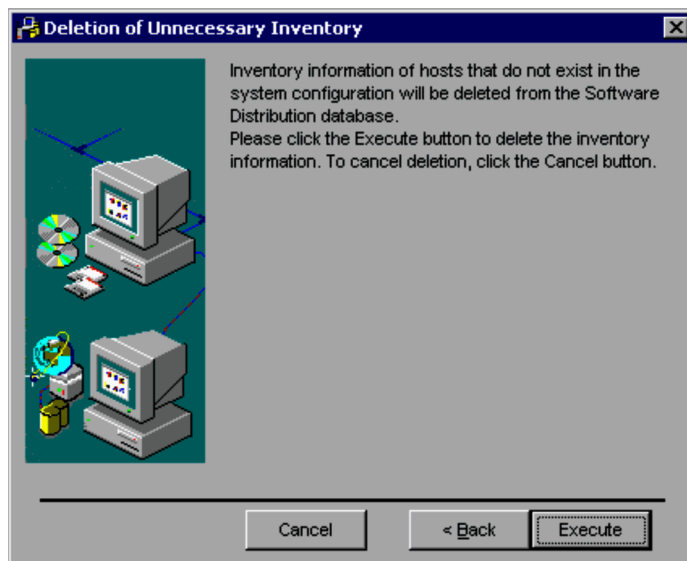 Deletion of Unnecessary Inventory
Inventory information of hosts that do not exist in the
system configuration will be deleted from the Software
Distribution database.
Please click the Execute button to delete the inventory
information. To cancel deletion, click the Cancel button.
Cancel
< Back
Execute